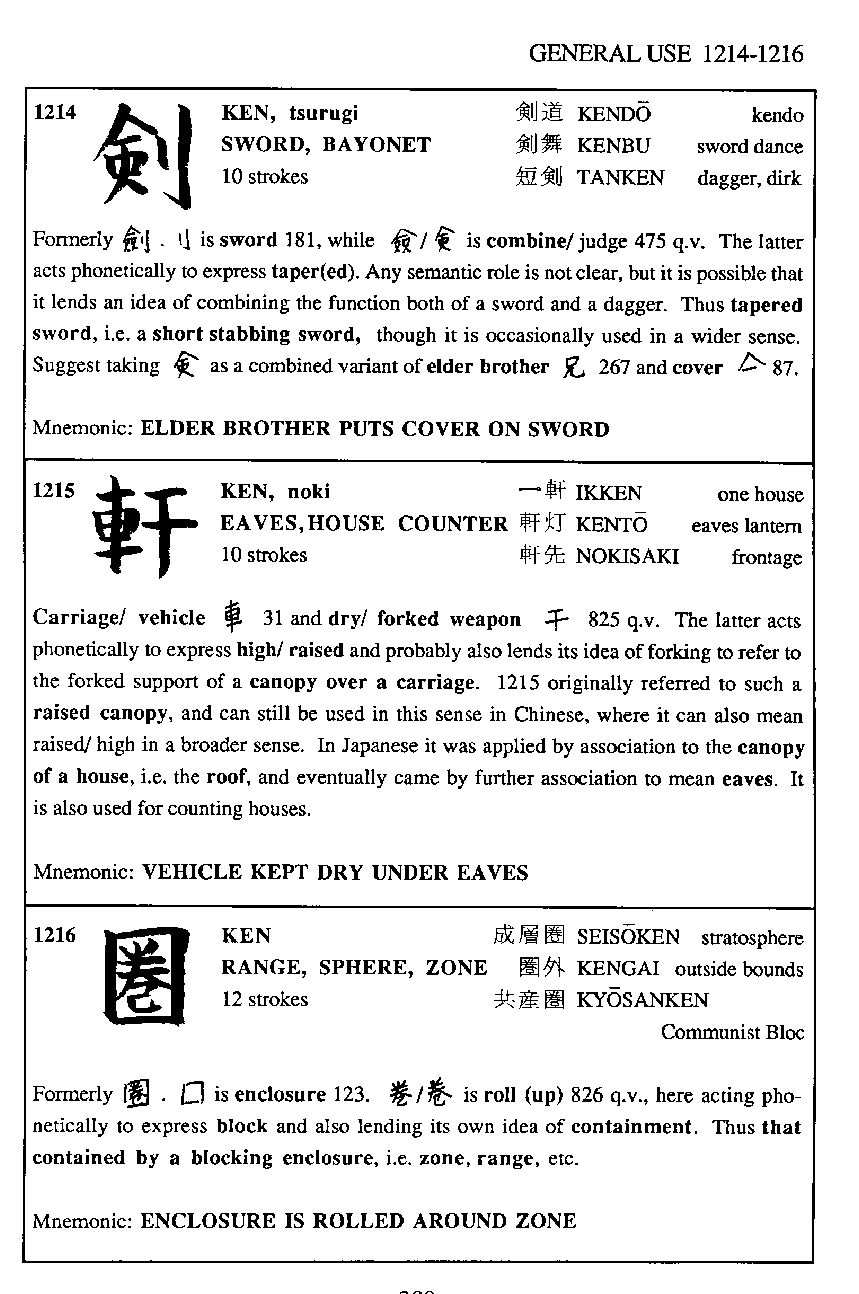 GENERAL USE 1214-1216
1214 剣 KEN, tsurugi 剣道 KENDŌ kendo
SWORD, BAYONET 剣舞 KENBU sword dance
10 strokes 短剣 TANKEN dagger, dirk
Formerly 劍 . 刂 is sword 181, while 僉/㑒 is combine/ judge 475 q.v. The latter
acts phonetically to express taper(ed). Any semantic role is not clear, but it is possible that
it lends an idea of combining the function both of a sword and a dagger. Thus tapered
sword, i.e. a short stabbing sword, though it is occasionally used in a wider sense.
Suggest taking 㑒 as a combined variant of elder brother 兄 267 and cover 亼 87.
Mnemonic: ELDER BROTHER PUTS COVER ON SWORD
1215 軒 KEN, noki 一軒 IKKEN one house
EAVES, HOUSE COUNTER 軒灯 KENTŌ eaves lantern
10 strokes 軒先 NOKISAKI frontage
Carriage/ vehicle 車 31 and dry/ forked weapon 干 825 q.v. The latter acts
phonetically to express high/ raised and probably also lends its idea of forking to refer to
the forked support of a canopy over a carriage. 1215 originally referred to such a
raised canopy, and can still be used in this sense in Chinese, where it can also mean
raised/ high in a broader sense. In Japanese it was applied by association to the canopy
of a house, i.e. the roof, and eventually came by further association to mean eaves. It
is also used for counting houses.
Mnemonic: VEHICLE KEPT DRY UNDER EAVES
1216 圏 KEN 成層圏 SEISŌKEN stratosphere
RANGE, SPHERE, ZONE 圏外 KENGAI outside bounds
12 strokes 共産圏 KYŌSANKEN
Communist Bloc
Formerly 圈 . 囗 is enclosure 123. 卷/巻 is roll (up) 826 q.v., here acting pho-
netically to express block and also lending its own idea of containment. Thus that
contained by a blocking enclosure, i.e. zone, range, etc.
Mnemonic: ENCLOSURE IS ROLLED AROUND ZONE